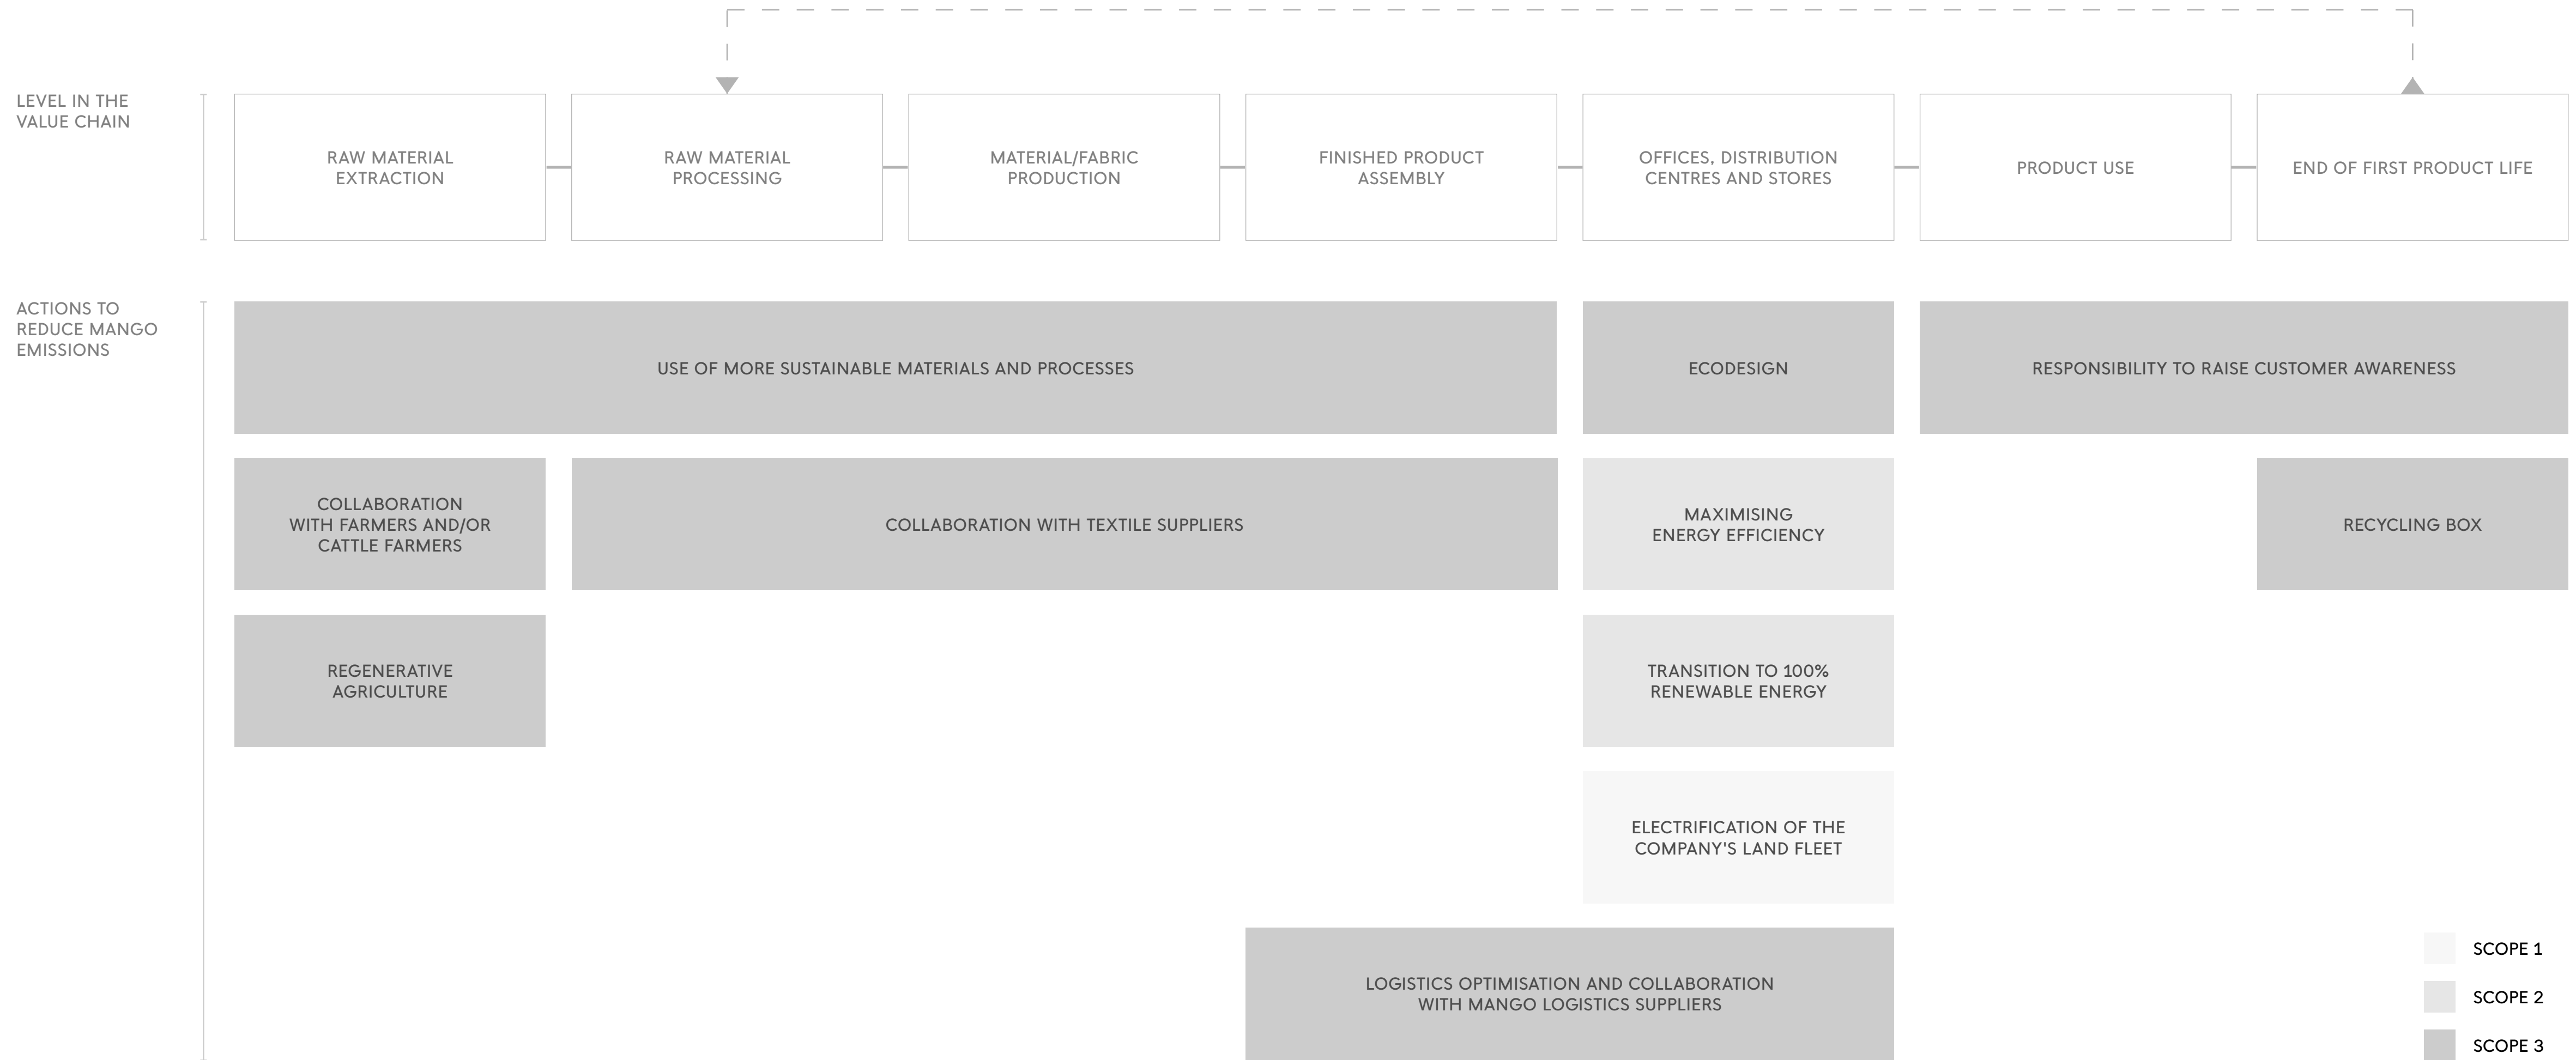 LEVEL IN THE
VALUE CHAIN
RAW MATERIAL
EXTRACTION
RAW MATERIAL
PROCESSING
MATERIAL/FABRIC
PRODUCTION
FINISHED PRODUCT
ASSEMBLY
OFFICES, DISTRIBUTION
CENTRES AND STORES
PRODUCT USE
END OF FIRST PRODUCT LIFE
ACTIONS TO
REDUCE MANGO
EMISSIONS
USE OF MORE SUSTAINABLE MATERIALS AND PROCESSES
ECODESIGN
RESPONSIBILITY TO RAISE CUSTOMER AWARENESS
COLLABORATION
WITH FARMERS AND/OR
CATTLE FARMERS
COLLABORATION WITH TEXTILE SUPPLIERS
MAXIMISING
ENERGY EFFICIENCY
RECYCLING BOX
REGENERATIVE
AGRICULTURE
TRANSITION TO 100%
RENEWABLE ENERGY
ELECTRIFICATION OF THE
COMPANY'S LAND FLEET
LOGISTICS OPTIMISATION AND COLLABORATION
WITH MANGO LOGISTICS SUPPLIERS
SCOPE 1
SCOPE 2
SCOPE 3